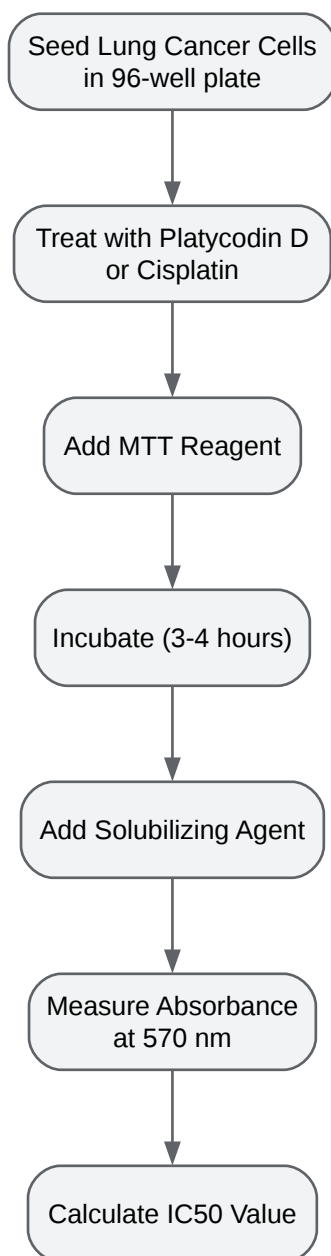 Seed Lung Cancer Cells
in 96-well plate
Treat with Platycodin D
or Cisplatin
Add MTT Reagent
Incubate (3-4 hours)
Add Solubilizing Agent
Measure Absorbance
at 570 nm
Calculate IC50 Value